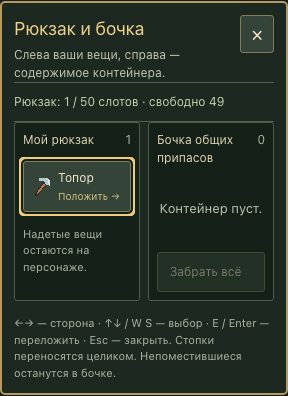 Рюкзак и бочка
×
Слева ваши вещи, справа —
содержимое контейнера.
Рюкзак: 1 / 50 слотов · свободно 49
Мой рюкзак 1
Топор
Положить →
Надетые вещи
остаются на
персонаже.
Бочка общих 0
припасов
Контейнер пуст.
Забрать всё
←→ — сторона · ↑↓ / W S — выбор · E / Enter —
переложить · Esc — закрыть. Стопки
переносятся целиком. Непоместившиеся
останутся в бочке.